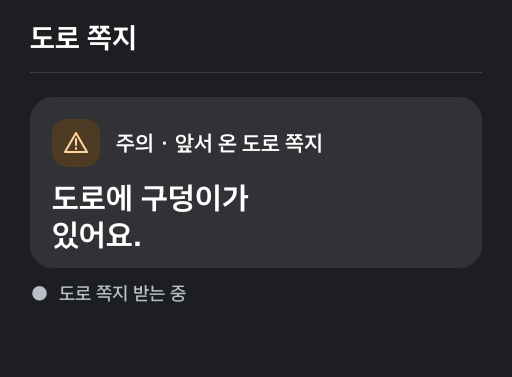 도로 쪽지
주의 · 앞서 온 도로 쪽지
도로에 구덩이가
있어요.
도로 쪽지 받는 중